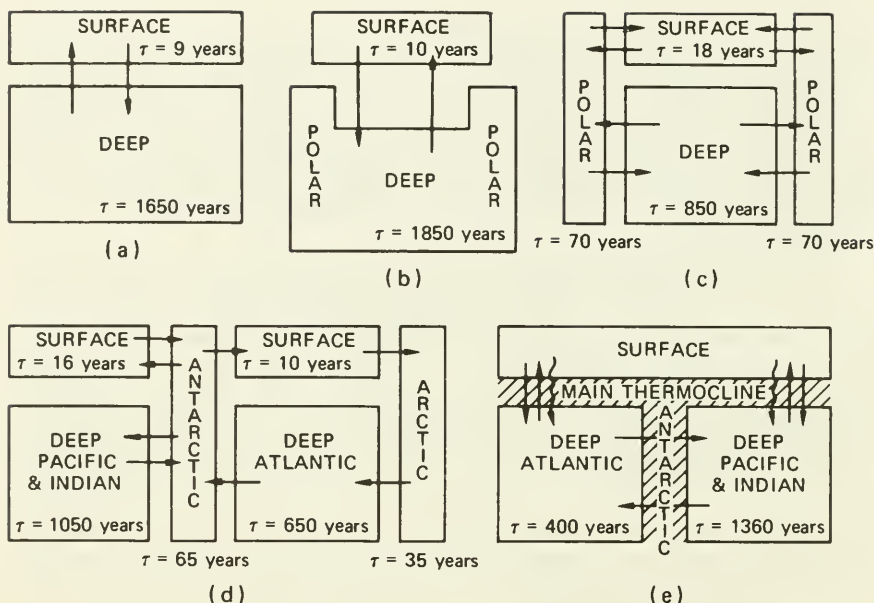 SURFACE
τ = 9 years
DEEP
τ = 1650 years
(a)
SURFACE
τ = 10 years
POLAR
DEEP
POLAR
τ = 1850 years
(b)
SURFACE
τ = 18 years
POLAR
DEEP
POLAR
τ = 850 years
τ = 70 years
τ = 70 years
(c)
SURFACE
τ = 16 years
ANTARCTIC
SURFACE
τ = 10 years
ARCTIC
DEEP
PACIFIC
& INDIAN
τ = 1050 years
DEEP
ATLANTIC
τ = 650 years
τ = 65 years
τ = 35 years
(d)
SURFACE
MAIN THERMOCLINE
DEEP
ATLANTIC
τ = 400 years
ANTARCTIC
DEEP
PACIFIC
& INDIAN
τ = 1360 years
(e)